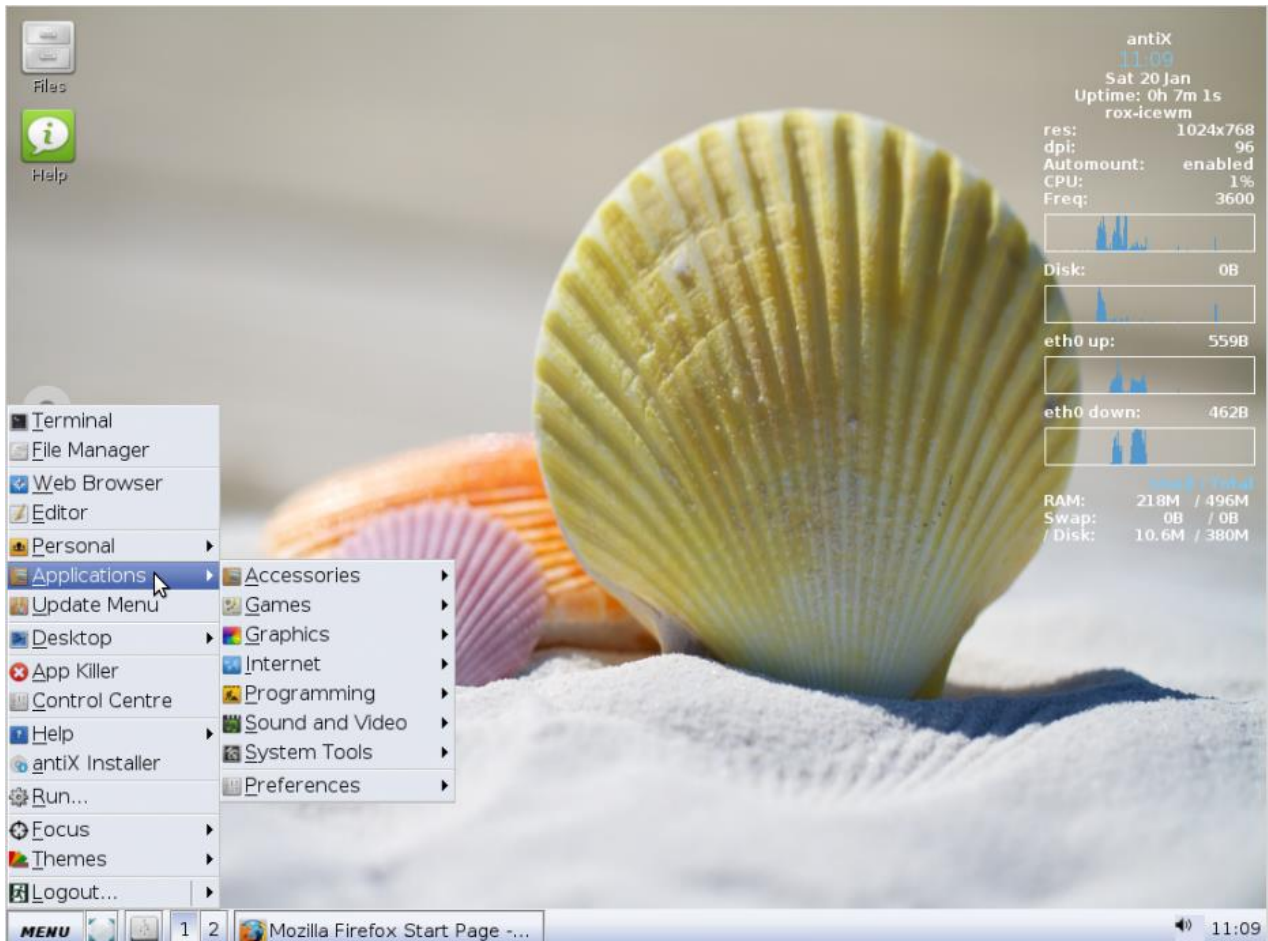 Files
Help
antiX
11:09
Sat 20 Jan
Uptime: 0h 7m 1s
rox-icewm
res: 1024x768
dpi: 96
Automount: enabled
CPU: 1%
Freq: 3600
Disk: 0B
eth0 up: 559B
eth0 down: 462B
Used / Total
RAM: 218M / 496M
Swap: 0B / 0B
/ Disk: 10.6M / 380M
Terminal
File Manager
Web Browser
Editor
Personal
Applications
Update Menu
Desktop
App Killer
Control Centre
Help
antiX Installer
Run...
Focus
Themes
Logout...
Accessories
Games
Graphics
Internet
Programming
Sound and Video
System Tools
Preferences
MENU 1 2 Mozilla Firefox Start Page -... 11:09